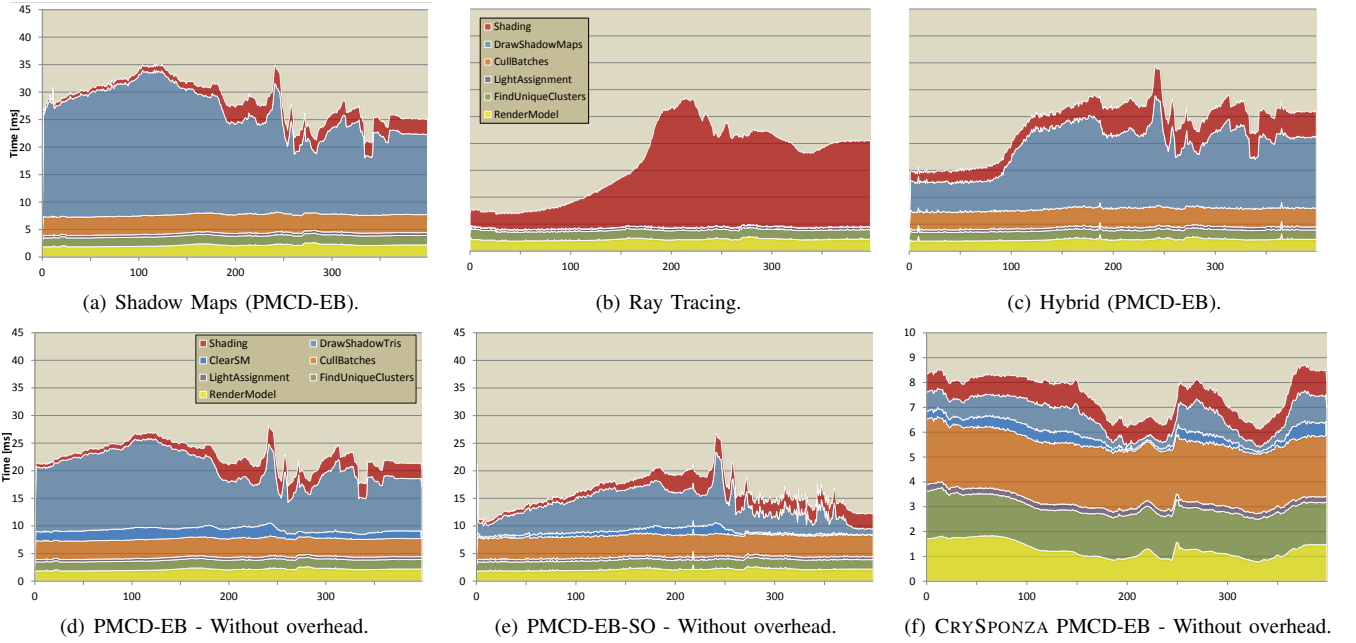 45
40
35
30
25
20
15
10
5
0
Time [ms]
0 100 200 300
(a) Shadow Maps (PMCD-EB).
Shading
DrawShadowMaps
CullBatches
LightAssignment
FindUniqueClusters
RenderModel
0 100 200 300
(b) Ray Tracing.
0 100 200 300
(c) Hybrid (PMCD-EB).
45
40
35
30
25
20
15
10
5
0
Time [ms]
Shading DrawShadowTris
ClearSM CullBatches
LightAssignment FindUniqueClusters
RenderModel
0 100 200 300
(d) PMCD-EB - Without overhead.
45
40
35
30
25
20
15
10
5
0
0 100 200 300
(e) PMCD-EB-SO - Without overhead.
10
9
8
7
6
5
4
3
2
1
0
0 100 200 300
(f) CRYSPONZA PMCD-EB - Without overhead.